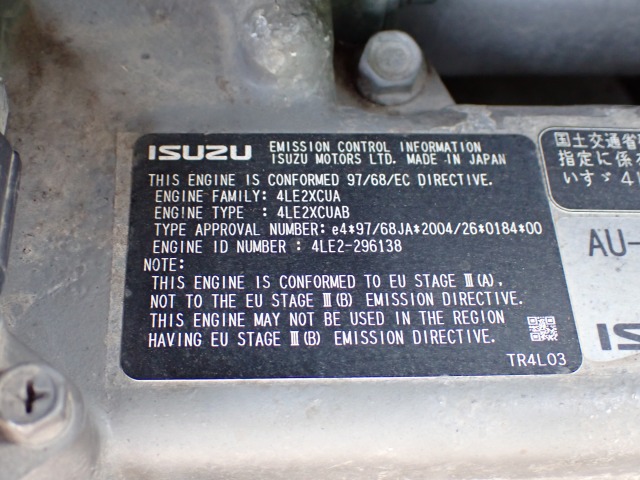 ISUZU EMISSION CONTROL INFORMATION
ISUZU MOTORS LTD. MADE IN JAPAN
THIS ENGINE IS CONFORMED 97/68/EC DIRECTIVE.
ENGINE FAMILY: 4LE2XCUA
ENGINE TYPE : 4LE2XCUAB
TYPE APPROVAL NUMBER: e4*97/68JA*2004/26*0184*00
ENGINE ID NUMBER : 4LE2-296138
NOTE:
THIS ENGINE IS CONFORMED TO EU STAGE Ⅲ(A),
NOT TO THE EU STAGE Ⅲ(B) EMISSION DIRECTIVE.
THIS ENGINE MAY NOT BE USED IN THE REGION
HAVING EU STAGE Ⅲ(B) EMISSION DIRECTIVE.
TR4L03
国土交通省
指定に係る
いすゞ 4L
AU-
IS